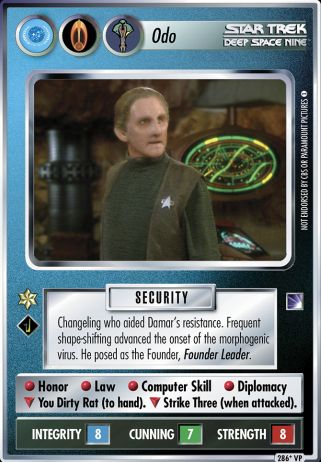 Odo
STAR TREK
DEEP SPACE NINE
NOT ENDORSED BY CBS OR PARAMOUNT PICTURES
SECURITY
Changeling who aided Damar's resistance. Frequent
shape-shifting advanced the onset of the morphogenic
virus. He posed as the Founder, Founder Leader.
Honor Law Computer Skill Diplomacy
You Dirty Rat (to hand). Strike Three (when attacked).
INTEGRITY 8 CUNNING 7 STRENGTH 8
286* VP